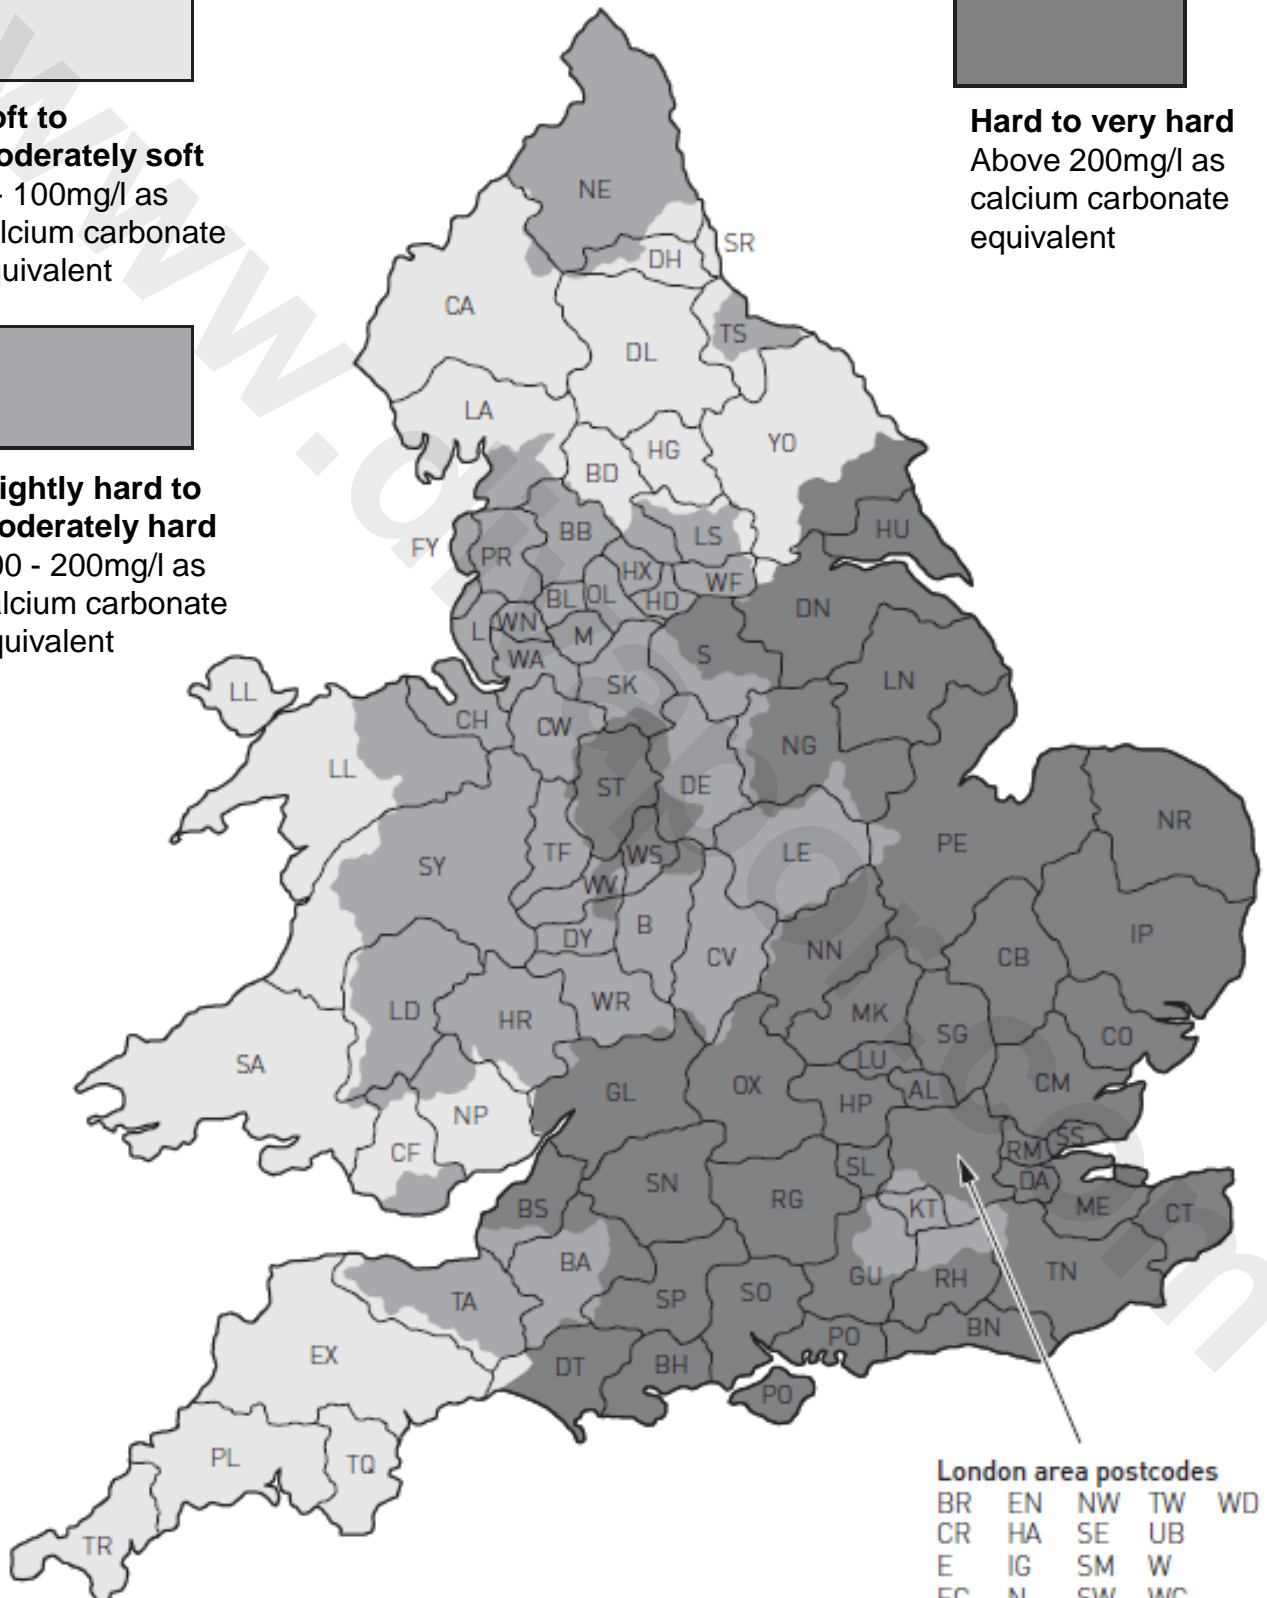 oft to
oderately soft
- 100mg/l as
lcium carbonate
quivalent
ightly hard to
oderately hard
00 - 200mg/l as
alcium carbonate
quivalent
Hard to very hard
Above 200mg/l as
calcium carbonate
equivalent
NE
SR
DH
CA
TS
DL
LA
HG
YO
BD
HU
FY
PR
BB
LS
HX
WF
BL
OL
HD
DN
L
WN
M
WA
S
LL
SK
LN
CH
CW
NG
LL
ST
DE
NR
PE
SY
TF
WS
LE
WV
B
IP
DY
CV
NN
CB
LD
HR
WR
MK
SG
CO
SA
LU
CM
GL
OX
HP
AL
NP
CF
RM
SS
SL
DA
SN
RG
BS
KT
ME
CT
BA
GU
RH
TN
TA
SP
SO
BN
PO
EX
DT
BH
PO
PL
TQ
TR
London area postcodes
BR EN NW TW WD
CR HA SE UB
E IG SM W
EC N SW WC